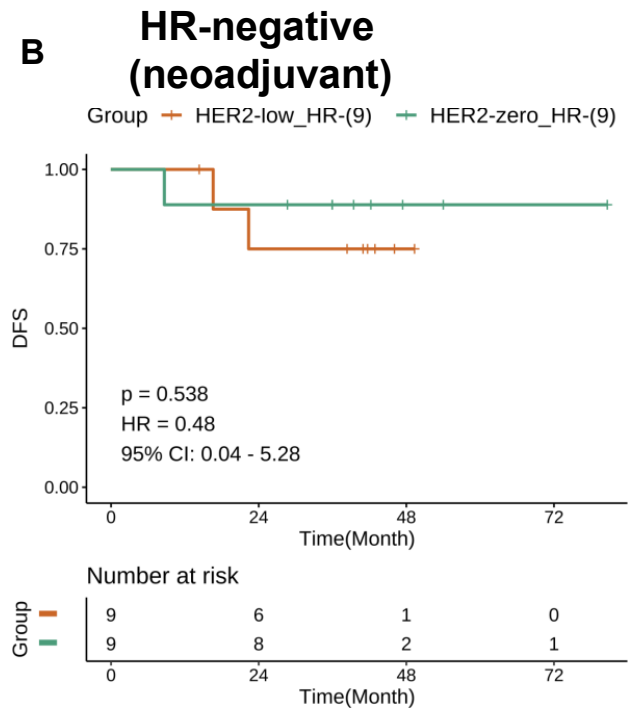 B
HR-negative
(neoadjuvant)
Group HER2-low_HR-(9) HER2-zero_HR-(9)
1.00
0.75
0.50
0.25
0.00
DFS
p = 0.538
HR = 0.48
95% CI: 0.04 - 5.28
0 24 48 72
Time(Month)
Number at risk
Group
9 6 1 0
9 8 2 1
0 24 48 72
Time(Month)